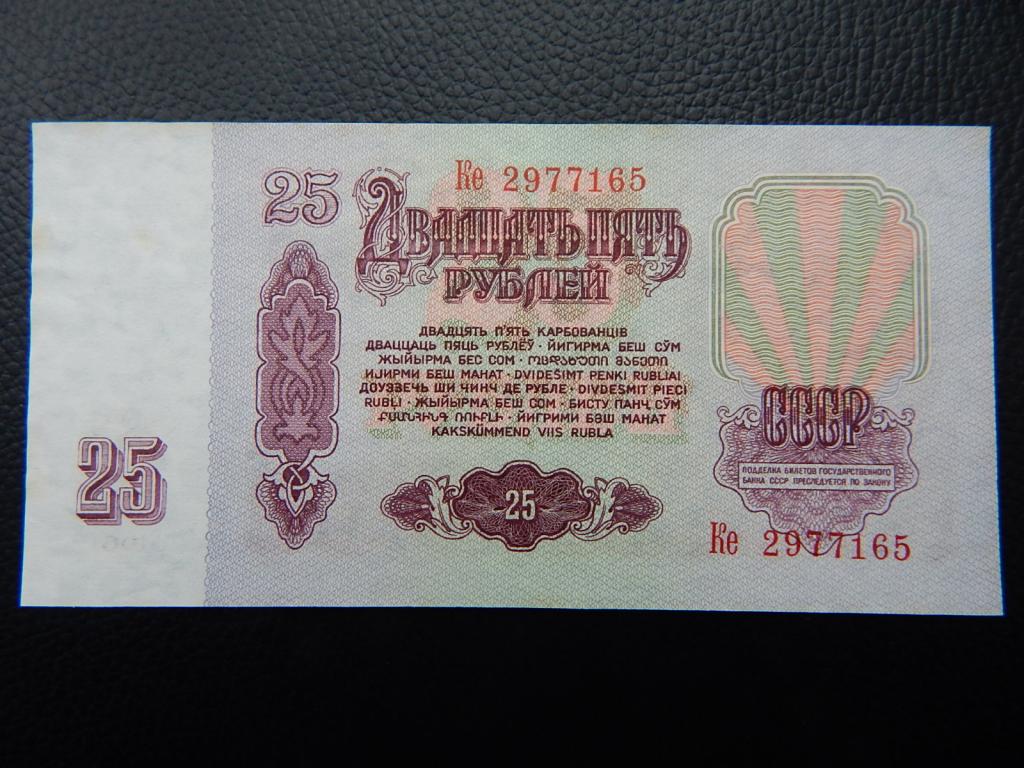 25
Ке 2977165
Двадцать пять
рублей
ДВАДЦЯТЬ П'ЯТЬ КАРБОВАНЦІВ
ДВАЦЦАЦЬ ПЯЦЬ РУБЛЁЎ · ЙИГИРМА БЕШ СЎМ
ЖЫЙЫРМА БЕС СОМ · ᲝᲪᲓᲐᲮᲣᲗᲘ ᲛᲐᲜᲔᲗᲘ
ИЈИРМИ БЕШ МАНАТ · DVIDEŠIMT PENKI RUBLIAI
ДОУЗЕЧЬ ШИ ЧИНЧ ДЕ РУБЛЕ · DIVDESMIT PIECI
RUBĻI · ЖЫЙЫРМА БЕШ СОМ · БИСТУ ПАНҶ СӮМ
ՔՍԱՆՀԻՆԳ ՌՈՒԲԼԻ · ЙИГРИМИ БӘШ МАНАТ
KAKSKÜMMEND VIIS RUBLA
25
25
СССР
ПОДДЕЛКА БИЛЕТОВ ГОСУДАРСТВЕННОГО
БАНКА СССР ПРЕСЛЕДУЕТСЯ ПО ЗАКОНУ
Ке 2977165